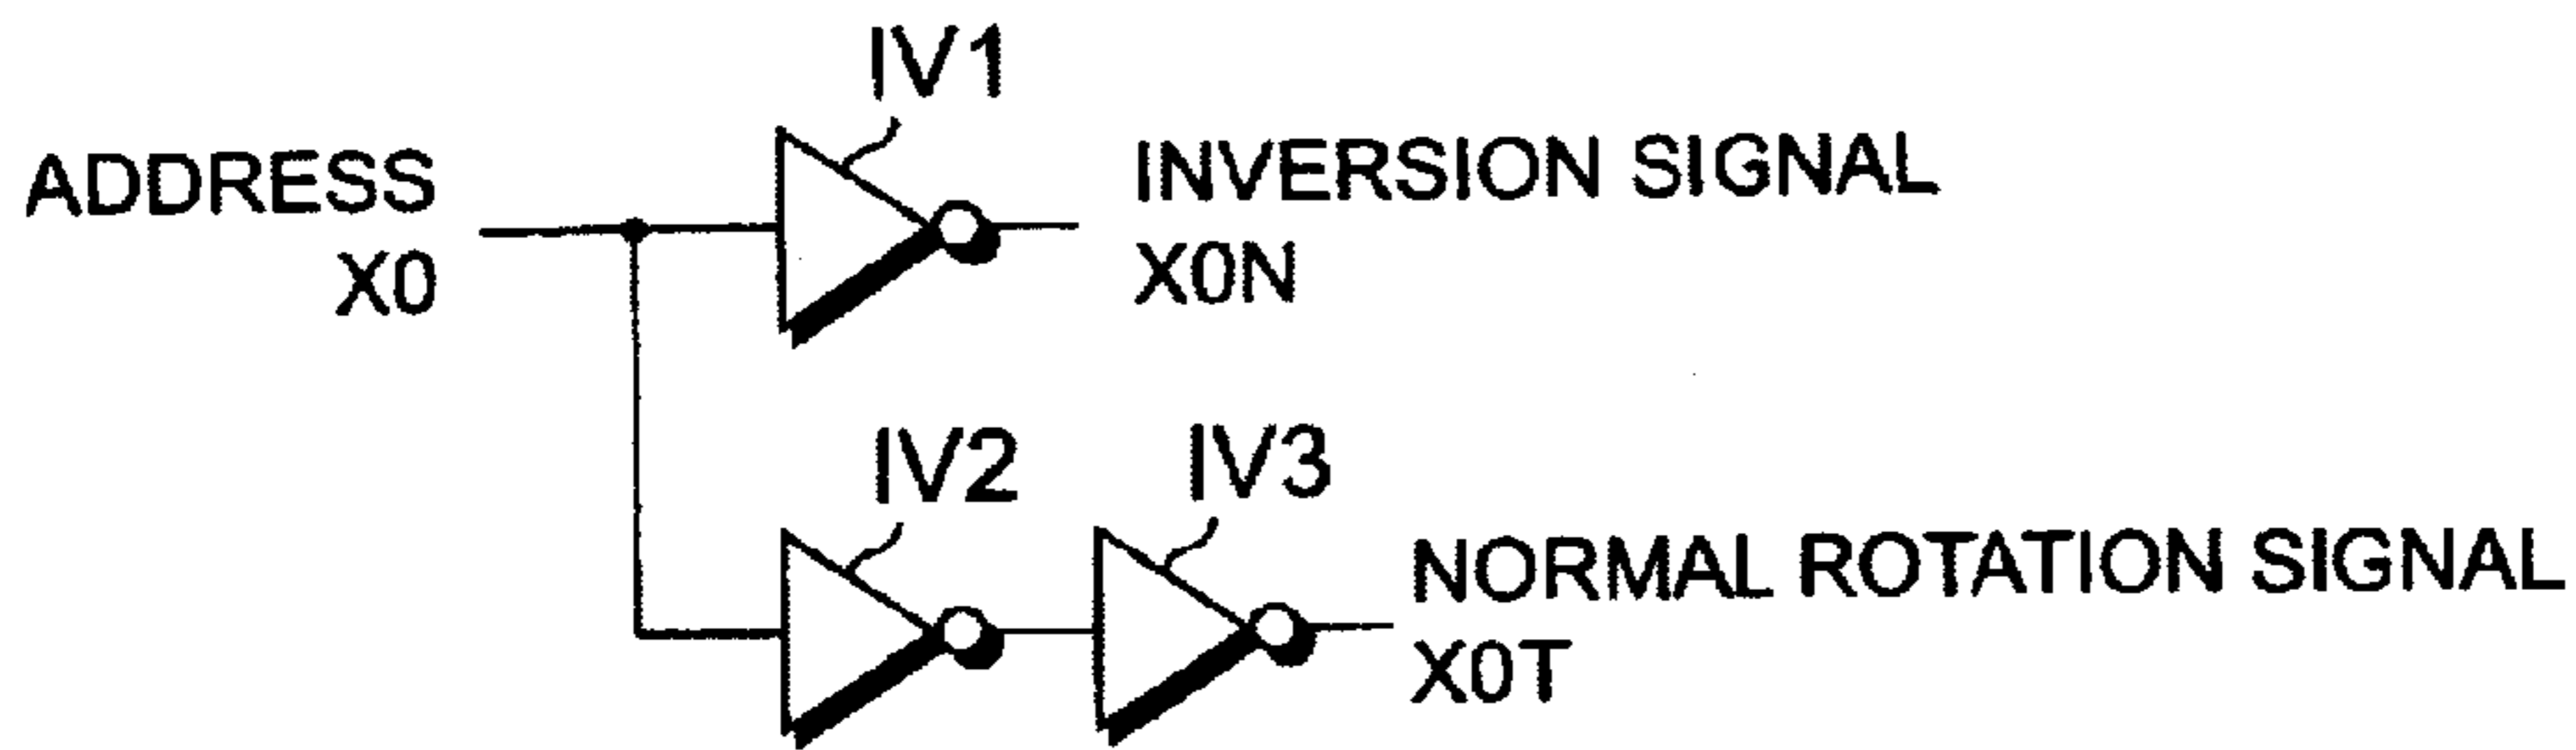 IV1
ADDRESS
X0
INVERSION SIGNAL
X0N
IV2
IV3
NORMAL ROTATION SIGNAL
X0T